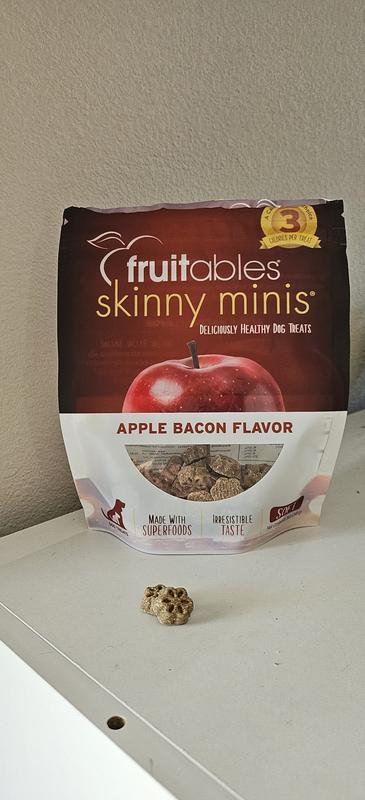 3
CALORIES PER TREAT
fruitables®
skinny minis®
DELICIOUSLY HEALTHY DOG TREATS
APPLE BACON FLAVOR
MADE WITH
SUPERFOODS
IRRESISTIBLE
TASTE
SOFT